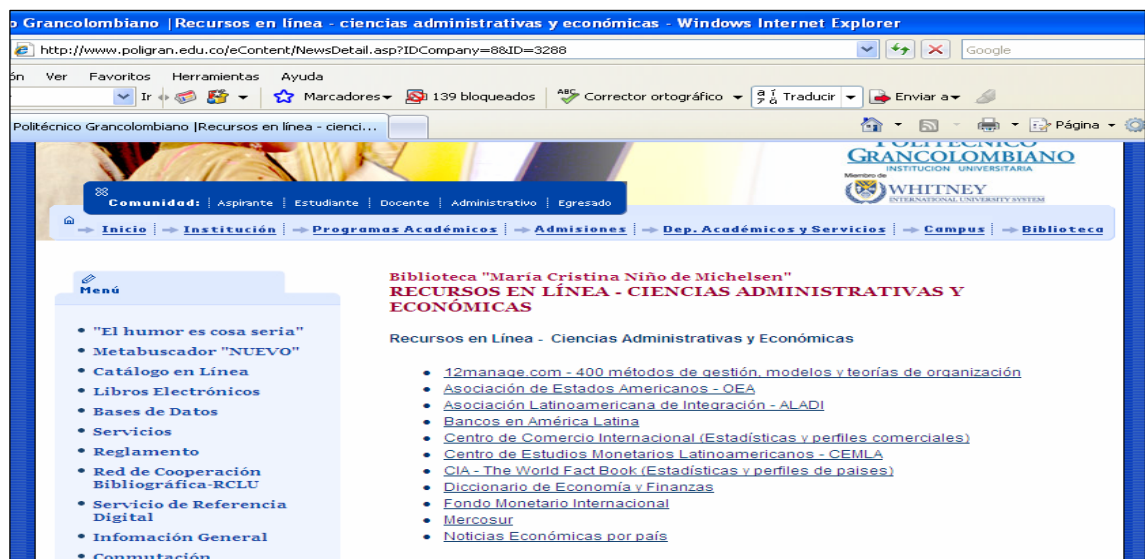 o Grancolombiano |Recursos en línea - ciencias administrativas y económicas - Windows Internet Explorer
http://www.poligran.edu.co/eContent/NewsDetail.asp?IDCompany=8&ID=3288
Google
ón Ver Favoritos Herramientas Ayuda
Ir Marcadores 139 bloqueados Corrector ortográfico Traducir Enviar a
Politécnico Grancolombiano |Recursos en línea - cienci...
Página
POLITÉCNICO
GRANCOLOMBIANO
INSTITUCION UNIVERSITARIA
Miembro de
WHITNEY
INTERNATIONAL UNIVERSITY SYSTEM
Comunidad: | Aspirante | Estudiante | Docente | Administrativo | Egresado
Inicio | Institución | Programas Académicos | Admisiones | Dep. Académicos y Servicios | Campus | Biblioteca
Menú
• "El humor es cosa seria"
• Metabuscador "NUEVO"
• Catálogo en Línea
• Libros Electrónicos
• Bases de Datos
• Servicios
• Reglamento
• Red de Cooperación
Bibliográfica-RCLU
• Servicio de Referencia
Digital
• Infomación General
• Conmutación
Biblioteca "María Cristina Niño de Michelsen"
RECURSOS EN LÍNEA - CIENCIAS ADMINISTRATIVAS Y
ECONÓMICAS
Recursos en Línea - Ciencias Administrativas y Económicas
• 12manage.com - 400 métodos de gestión, modelos y teorías de organización
• Asociación de Estados Americanos - OEA
• Asociación Latinoamericana de Integración - ALADI
• Bancos en América Latina
• Centro de Comercio Internacional (Estadísticas y perfiles comerciales)
• Centro de Estudios Monetarios Latinoamericanos - CEMLA
• CIA - The World Fact Book (Estadísticas y perfiles de paises)
• Diccionario de Economía y Finanzas
• Fondo Monetario Internacional
• Mercosur
• Noticias Económicas por país